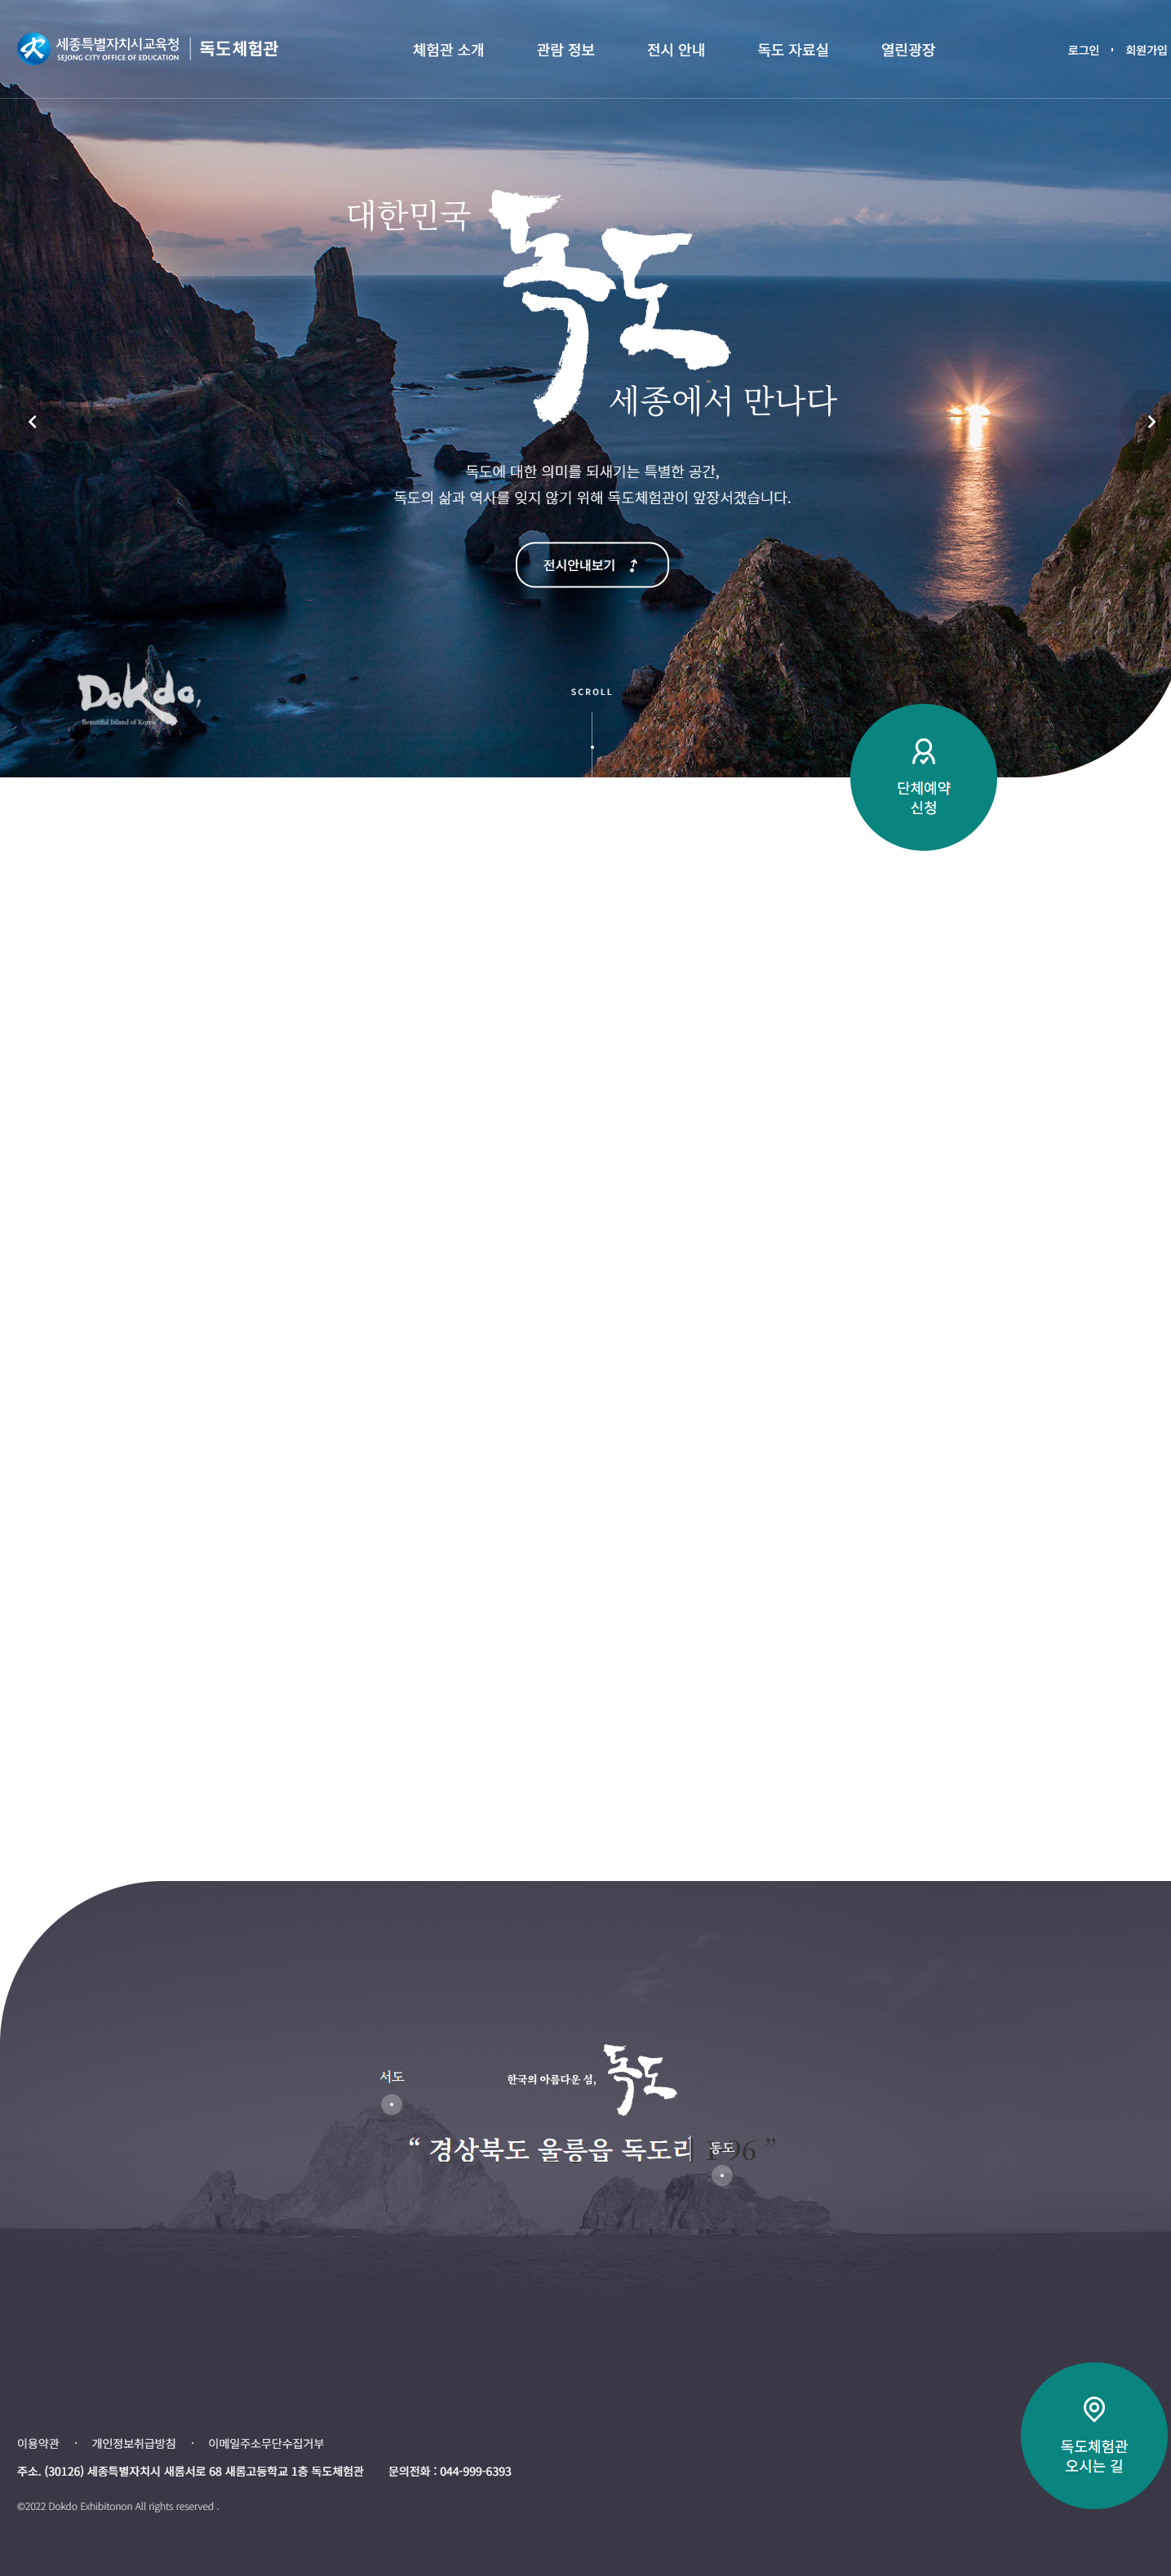 세종특별자치시교육청
SEJONG CITY OFFICE OF EDUCATION
독도체험관
체험관 소개
관람 정보
전시 안내
독도 자료실
열린광장
로그인
회원가입
대한민국
독도
세종에서 만나다
독도에 대한 의미를 되새기는 특별한 공간,
독도의 삶과 역사를 잊지 않기 위해 독도체험관이 앞장서겠습니다.
전시안내보기
Dokdo,
Beautiful Island of Korea
SCROLL
단체예약
신청
서도
한국의 아름다운 섬,
독도
“ 경상북도 울릉읍 독도리 1-96 ”
동도
독도체험관
오시는 길
이용약관 · 개인정보취급방침 · 이메일주소무단수집거부
주소. (30126) 세종특별자치시 새롬서로 68 새롬고등학교 1층 독도체험관 문의전화 : 044-999-6393
©2022 Dokdo Exhibitonon All rights reserved .